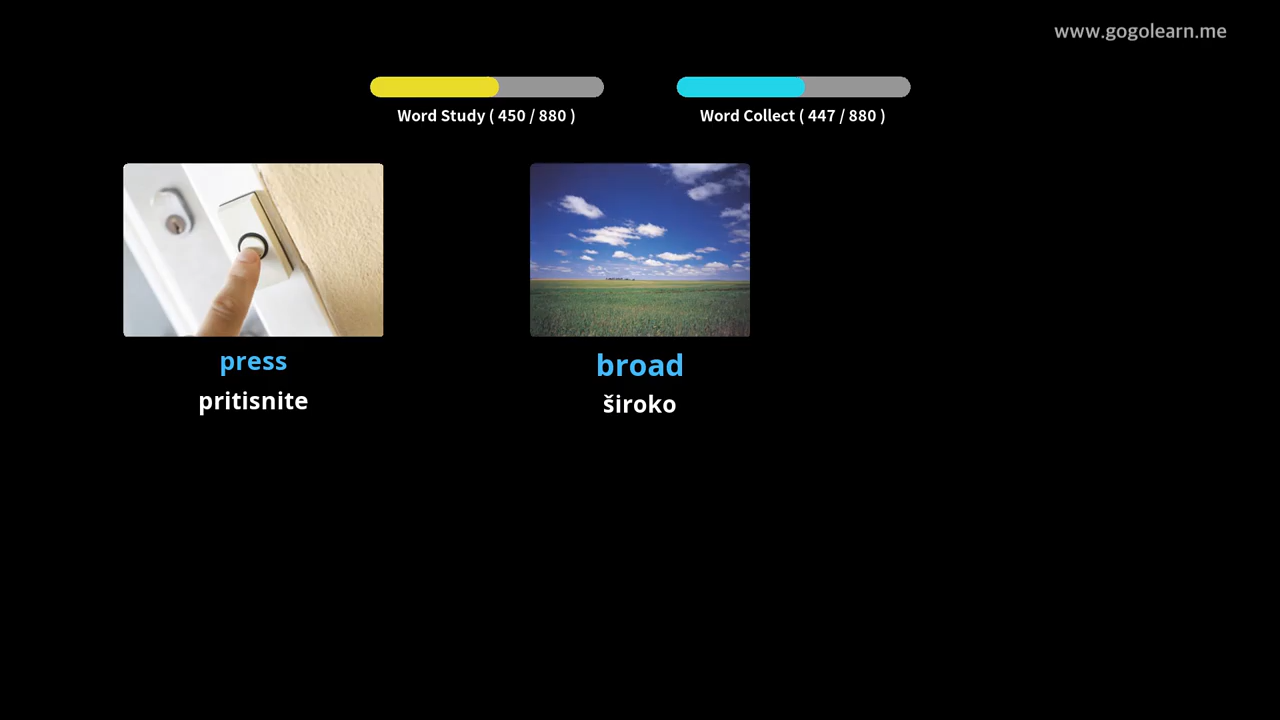 www.gogolearn.me
Word Study ( 450 / 880 )
Word Collect ( 447 / 880 )
press
pritisnite
broad
široko